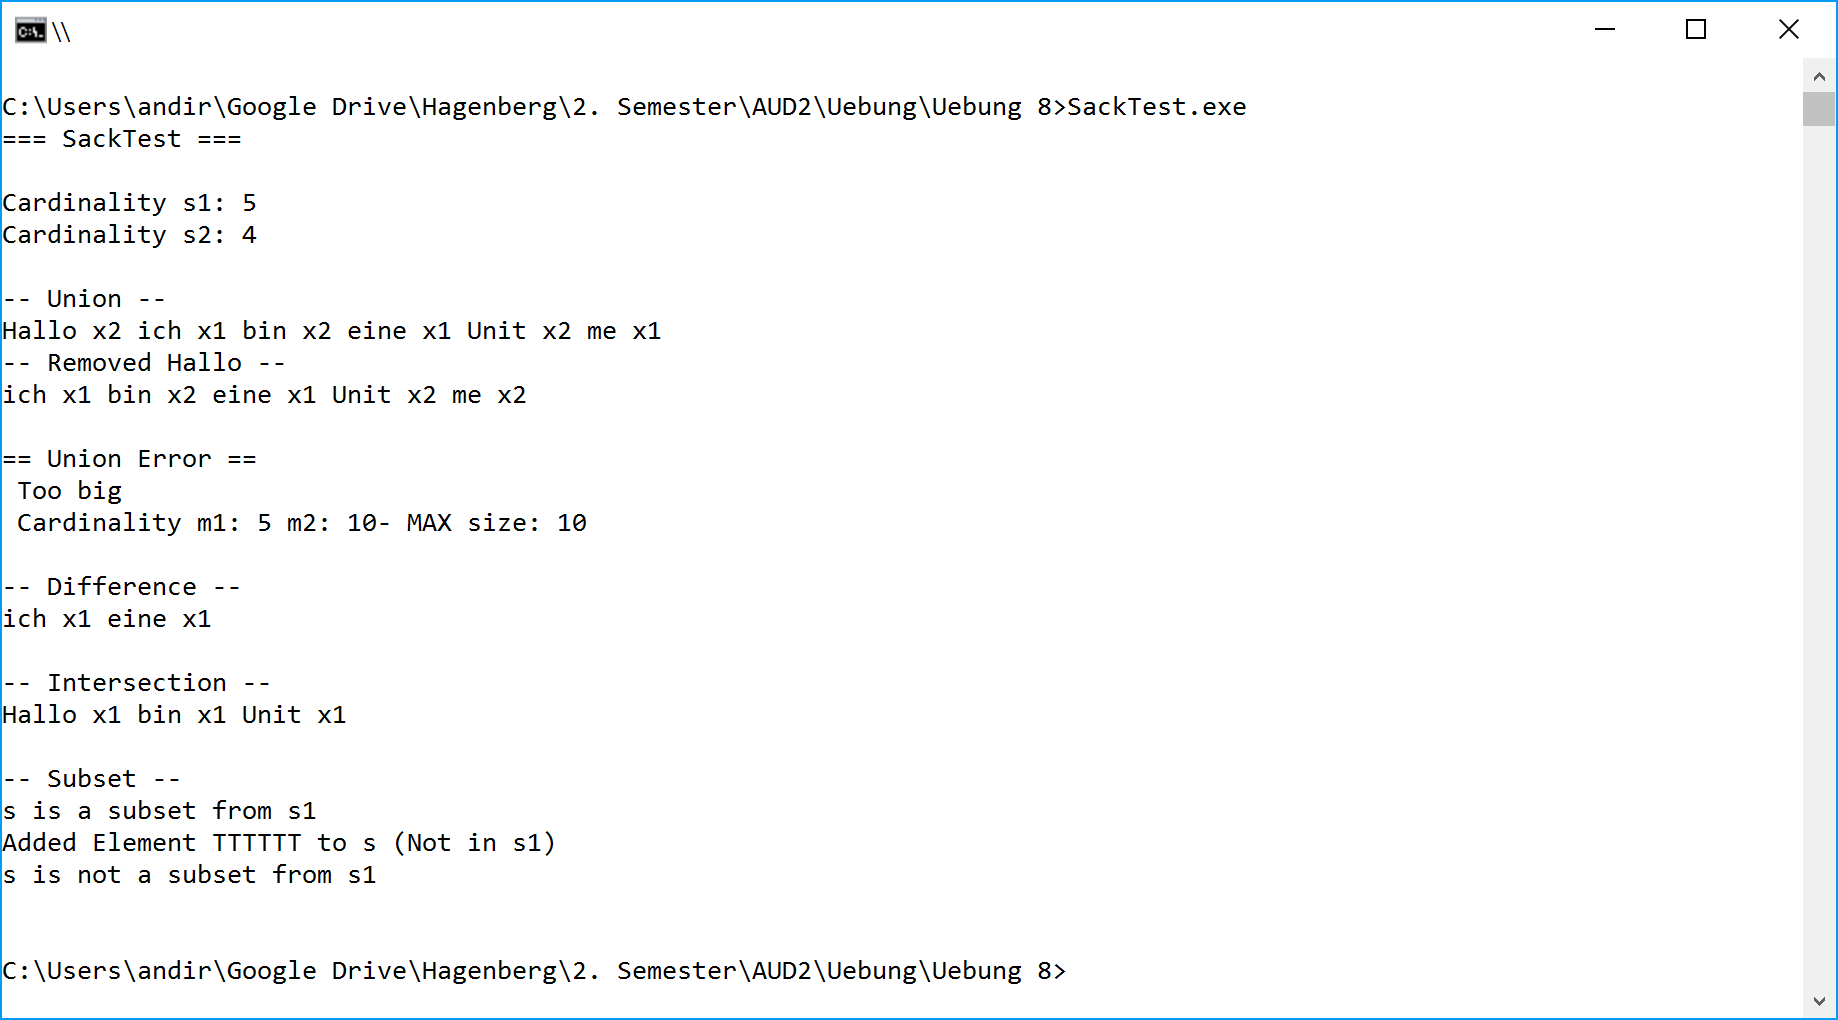 C:\. \\
C:\Users\andir\Google Drive\Hagenberg\2. Semester\AUD2\Uebung\Uebung 8>SackTest.exe
=== SackTest ===
Cardinality s1: 5
Cardinality s2: 4
-- Union --
Hallo x2 ich x1 bin x2 eine x1 Unit x2 me x1
-- Removed Hallo --
ich x1 bin x2 eine x1 Unit x2 me x2
== Union Error ==
Too big
Cardinality m1: 5 m2: 10- MAX size: 10
-- Difference --
ich x1 eine x1
-- Intersection --
Hallo x1 bin x1 Unit x1
-- Subset --
s is a subset from s1
Added Element TTTTTT to s (Not in s1)
s is not a subset from s1
C:\Users\andir\Google Drive\Hagenberg\2. Semester\AUD2\Uebung\Uebung 8>